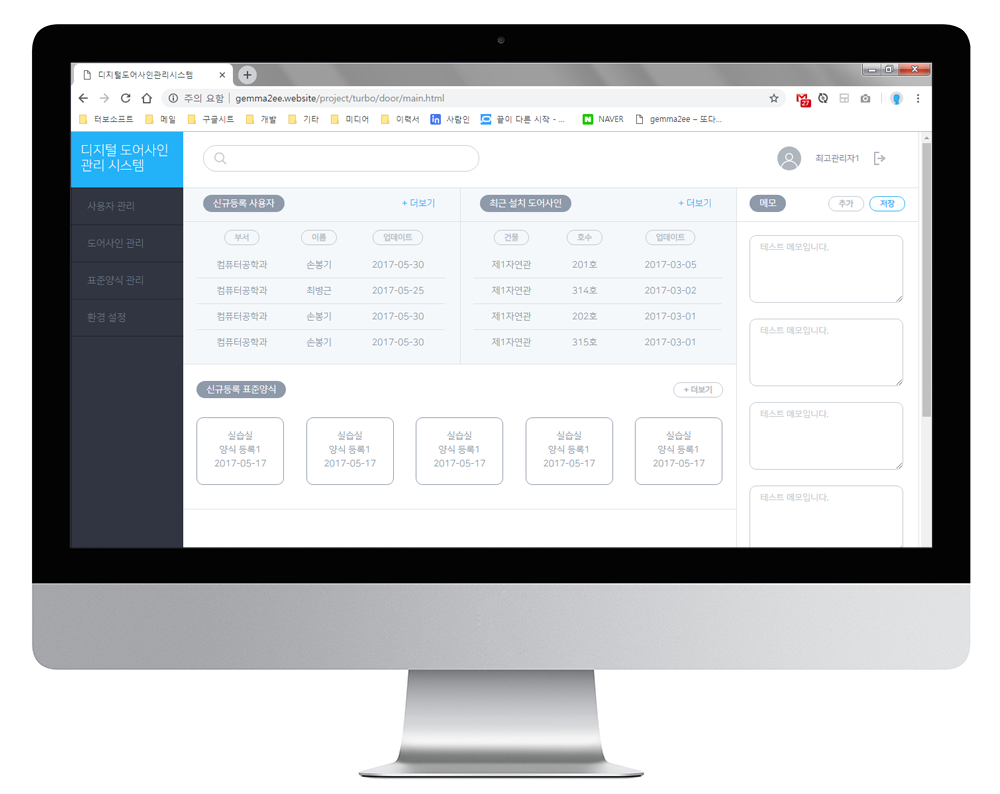 디지털도어사인관리시스템
주의 요함 | gemma2ee.website/project/turbo/door/main.html
27
터보소프트 메일 구글시트 개발 기타 미디어 이력서 in 사람인 끝이 다른 시작 - ... N NAVER gemma2ee – 또다...
디지털 도어사인
관리 시스템
최고관리자1
사용자 관리
도어사인 관리
표준양식 관리
환경 설정
신규등록 사용자 + 더보기
부서 이름 업데이트
컴퓨터공학과 손봉기 2017-05-30
컴퓨터공학과 최병근 2017-05-25
컴퓨터공학과 손봉기 2017-05-30
컴퓨터공학과 손봉기 2017-05-30
최근 설치 도어사인 + 더보기
건물 호수 업데이트
제1자연관 201호 2017-03-05
제1자연관 314호 2017-03-02
제1자연관 202호 2017-03-01
제1자연관 315호 2017-03-01
메모 추가 저장
테스트 메모입니다.
테스트 메모입니다.
테스트 메모입니다.
테스트 메모입니다.
신규등록 표준양식 + 더보기
실습실
양식 등록1
2017-05-17
실습실
양식 등록1
2017-05-17
실습실
양식 등록1
2017-05-17
실습실
양식 등록1
2017-05-17
실습실
양식 등록1
2017-05-17